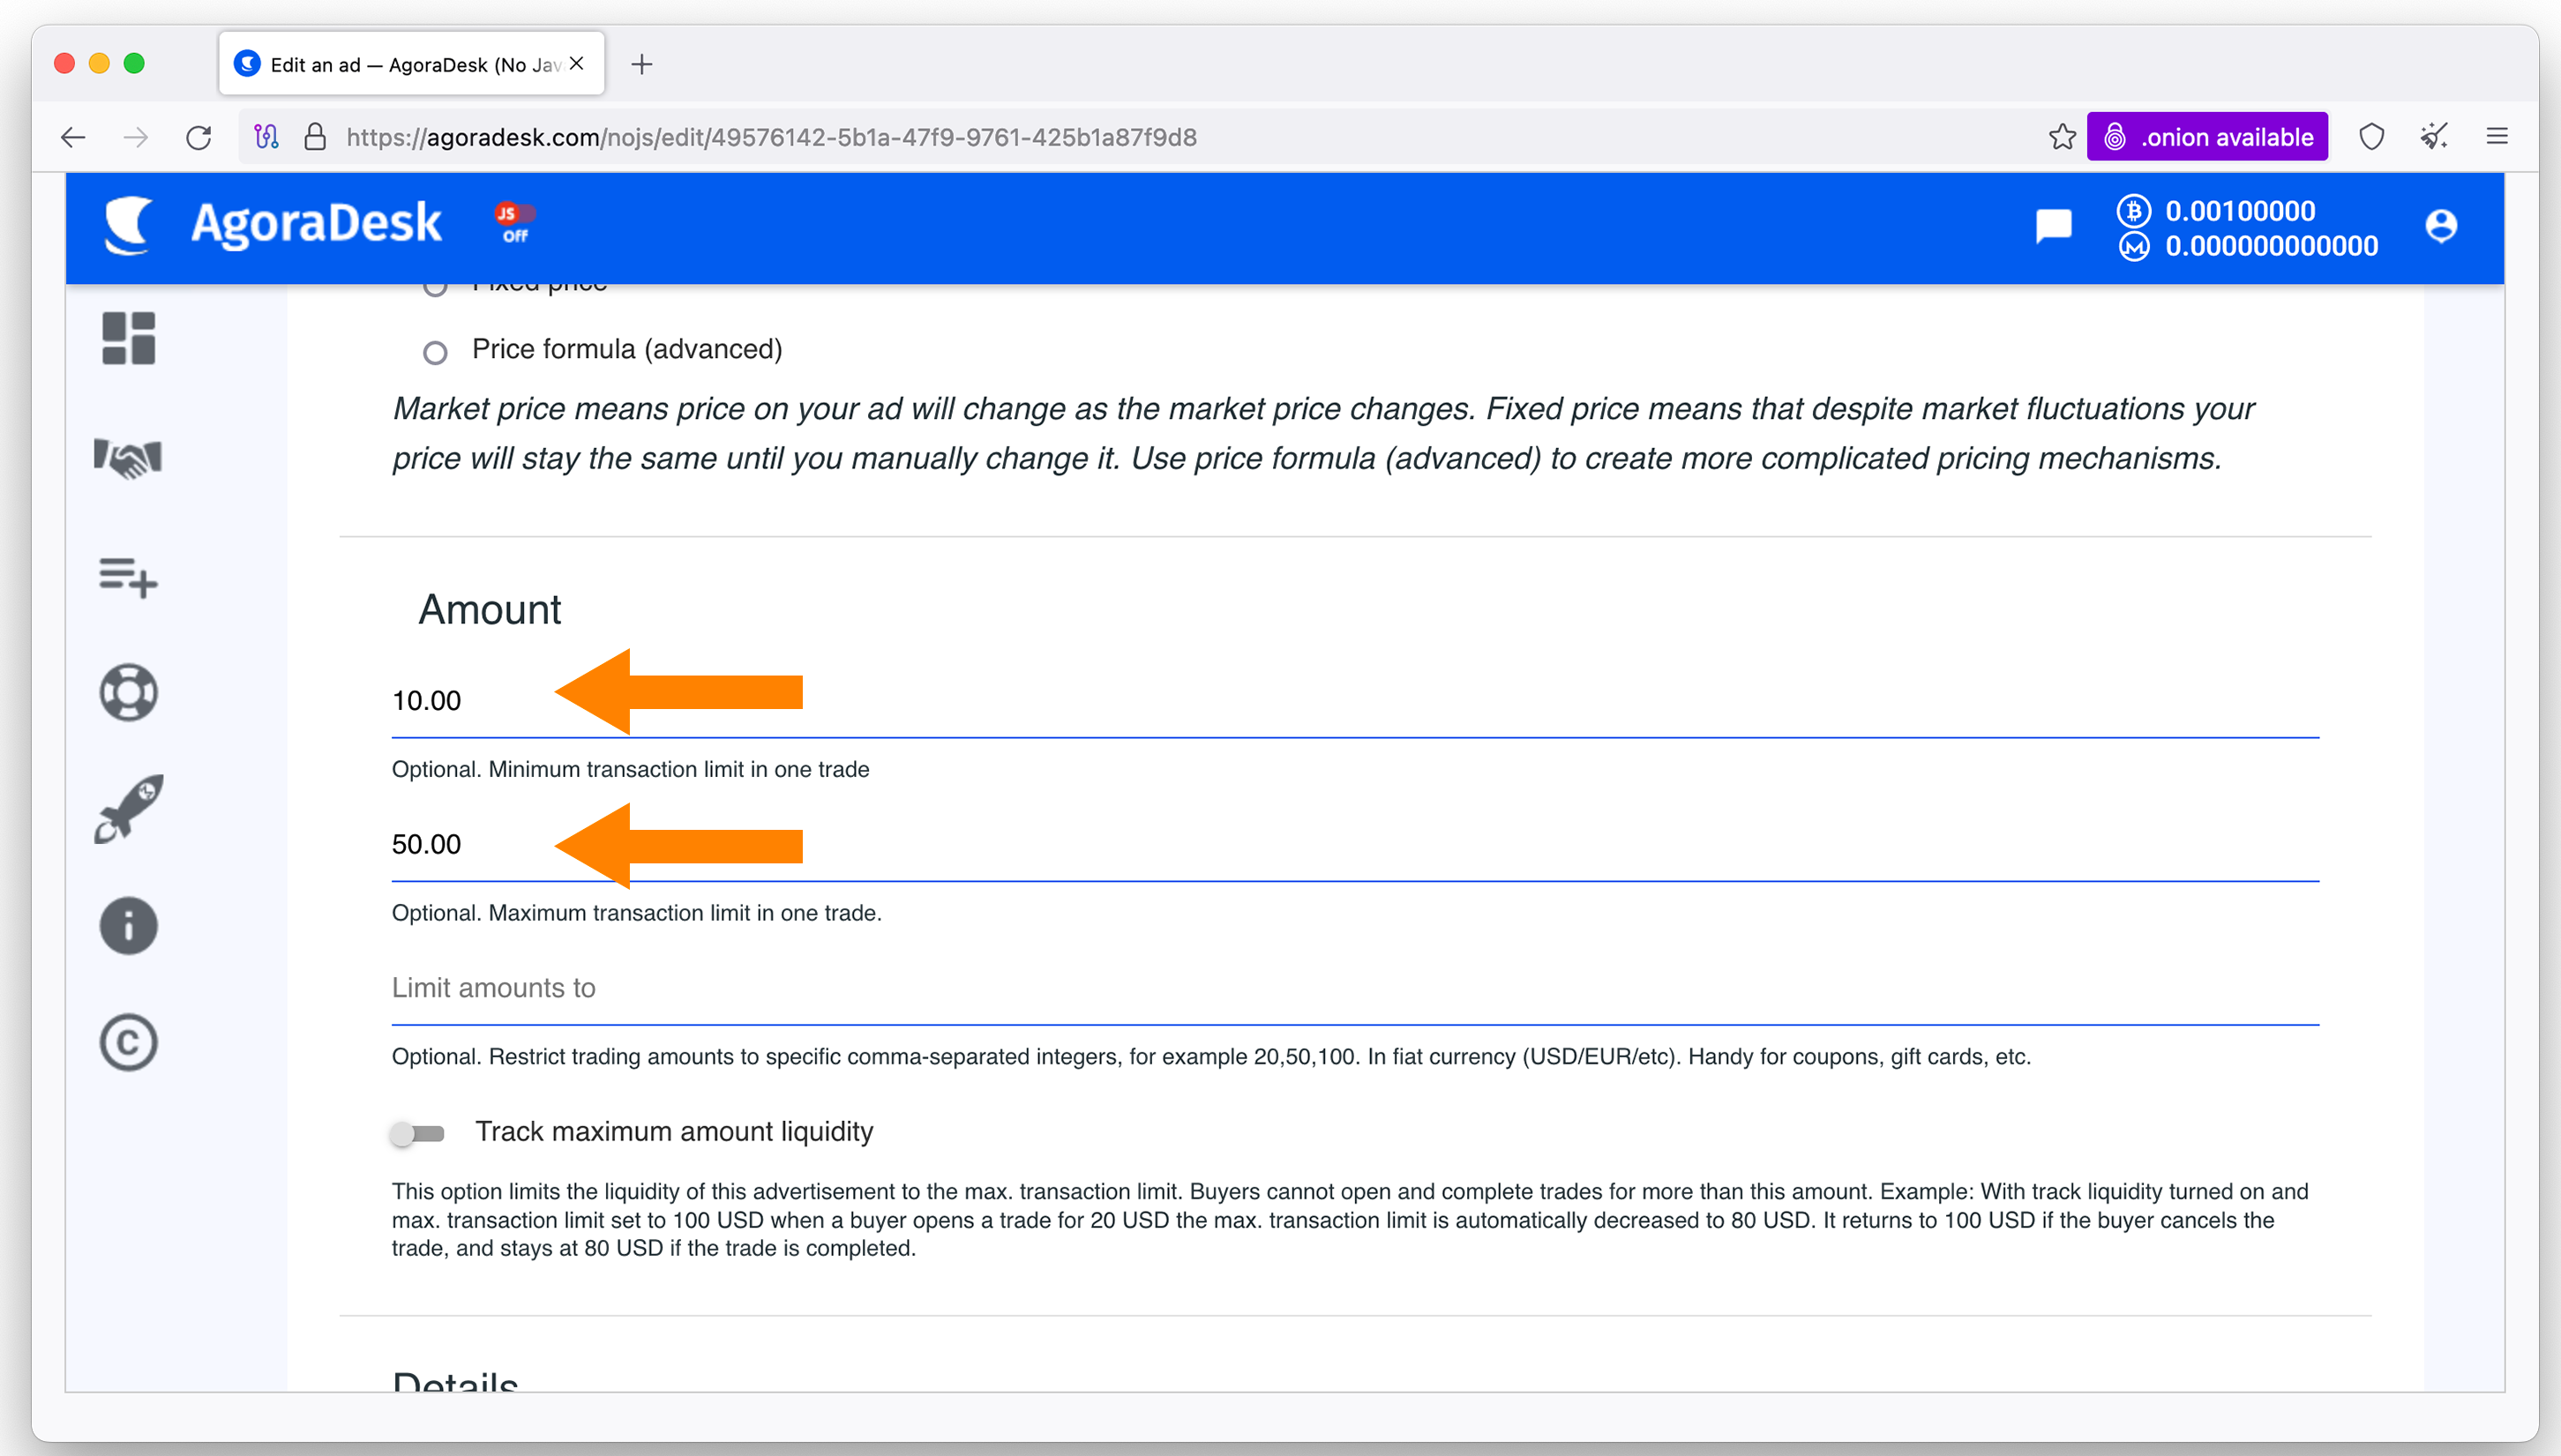 Edit an ad — AgoraDesk (No Jav
https://agoradesk.com/nojs/edit/49576142-5b1a-47f9-9761-425b1a87f9d8
.onion available
AgoraDesk
JS
Off
0.00100000
0.000000000000
Fixed price
Price formula (advanced)
Market price means price on your ad will change as the market price changes. Fixed price means that despite market fluctuations your
price will stay the same until you manually change it. Use price formula (advanced) to create more complicated pricing mechanisms.
Amount
10.00
Optional. Minimum transaction limit in one trade
50.00
Optional. Maximum transaction limit in one trade.
Limit amounts to
Optional. Restrict trading amounts to specific comma-separated integers, for example 20,50,100. In fiat currency (USD/EUR/etc). Handy for coupons, gift cards, etc.
Track maximum amount liquidity
This option limits the liquidity of this advertisement to the max. transaction limit. Buyers cannot open and complete trades for more than this amount. Example: With track liquidity turned on and
max. transaction limit set to 100 USD when a buyer opens a trade for 20 USD the max. transaction limit is automatically decreased to 80 USD. It returns to 100 USD if the buyer cancels the
trade, and stays at 80 USD if the trade is completed.
Details